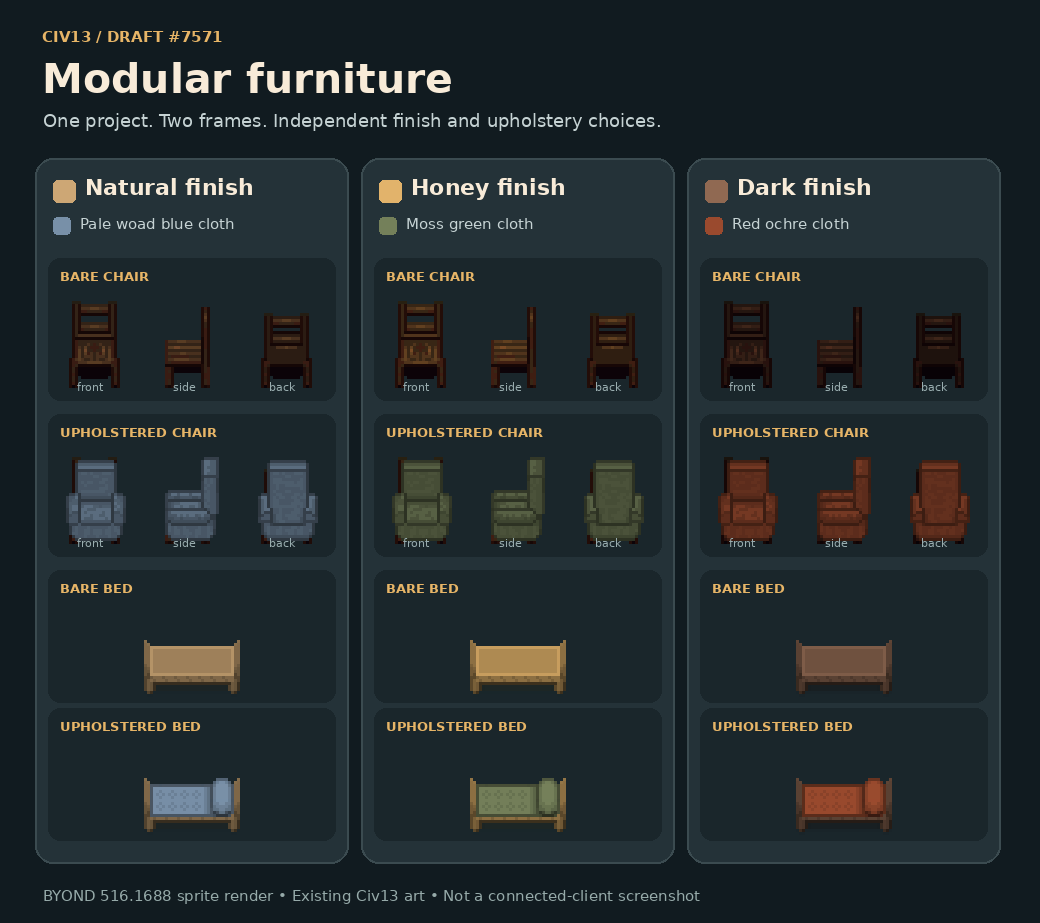 CIV13 / DRAFT #7571
Modular furniture
One project. Two frames. Independent finish and upholstery choices.
Natural finish
Pale woad blue cloth
BARE CHAIR
front side back
UPHOLSTERED CHAIR
front side back
BARE BED
UPHOLSTERED BED
Honey finish
Moss green cloth
BARE CHAIR
front side back
UPHOLSTERED CHAIR
front side back
BARE BED
UPHOLSTERED BED
Dark finish
Red ochre cloth
BARE CHAIR
front side back
UPHOLSTERED CHAIR
front side back
BARE BED
UPHOLSTERED BED
BYOND 516.1688 sprite render • Existing Civ13 art • Not a connected-client screenshot